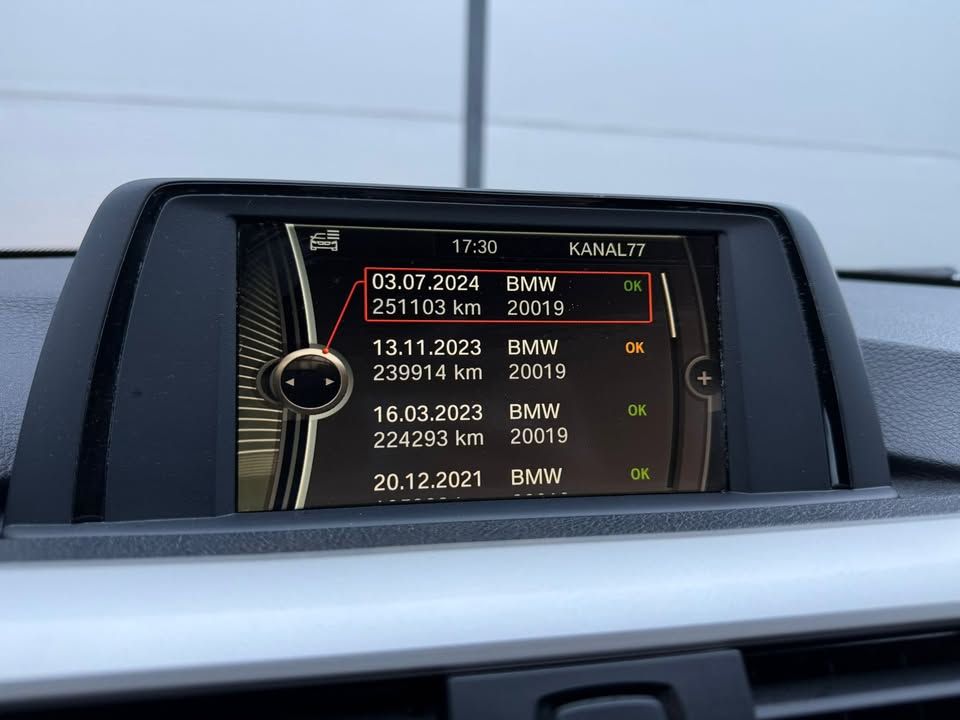 17:30 KANAL77
03.07.2024 BMW OK
251103 km 20019
13.11.2023 BMW OK
239914 km 20019
16.03.2023 BMW OK
224293 km 20019
20.12.2021 BMW OK